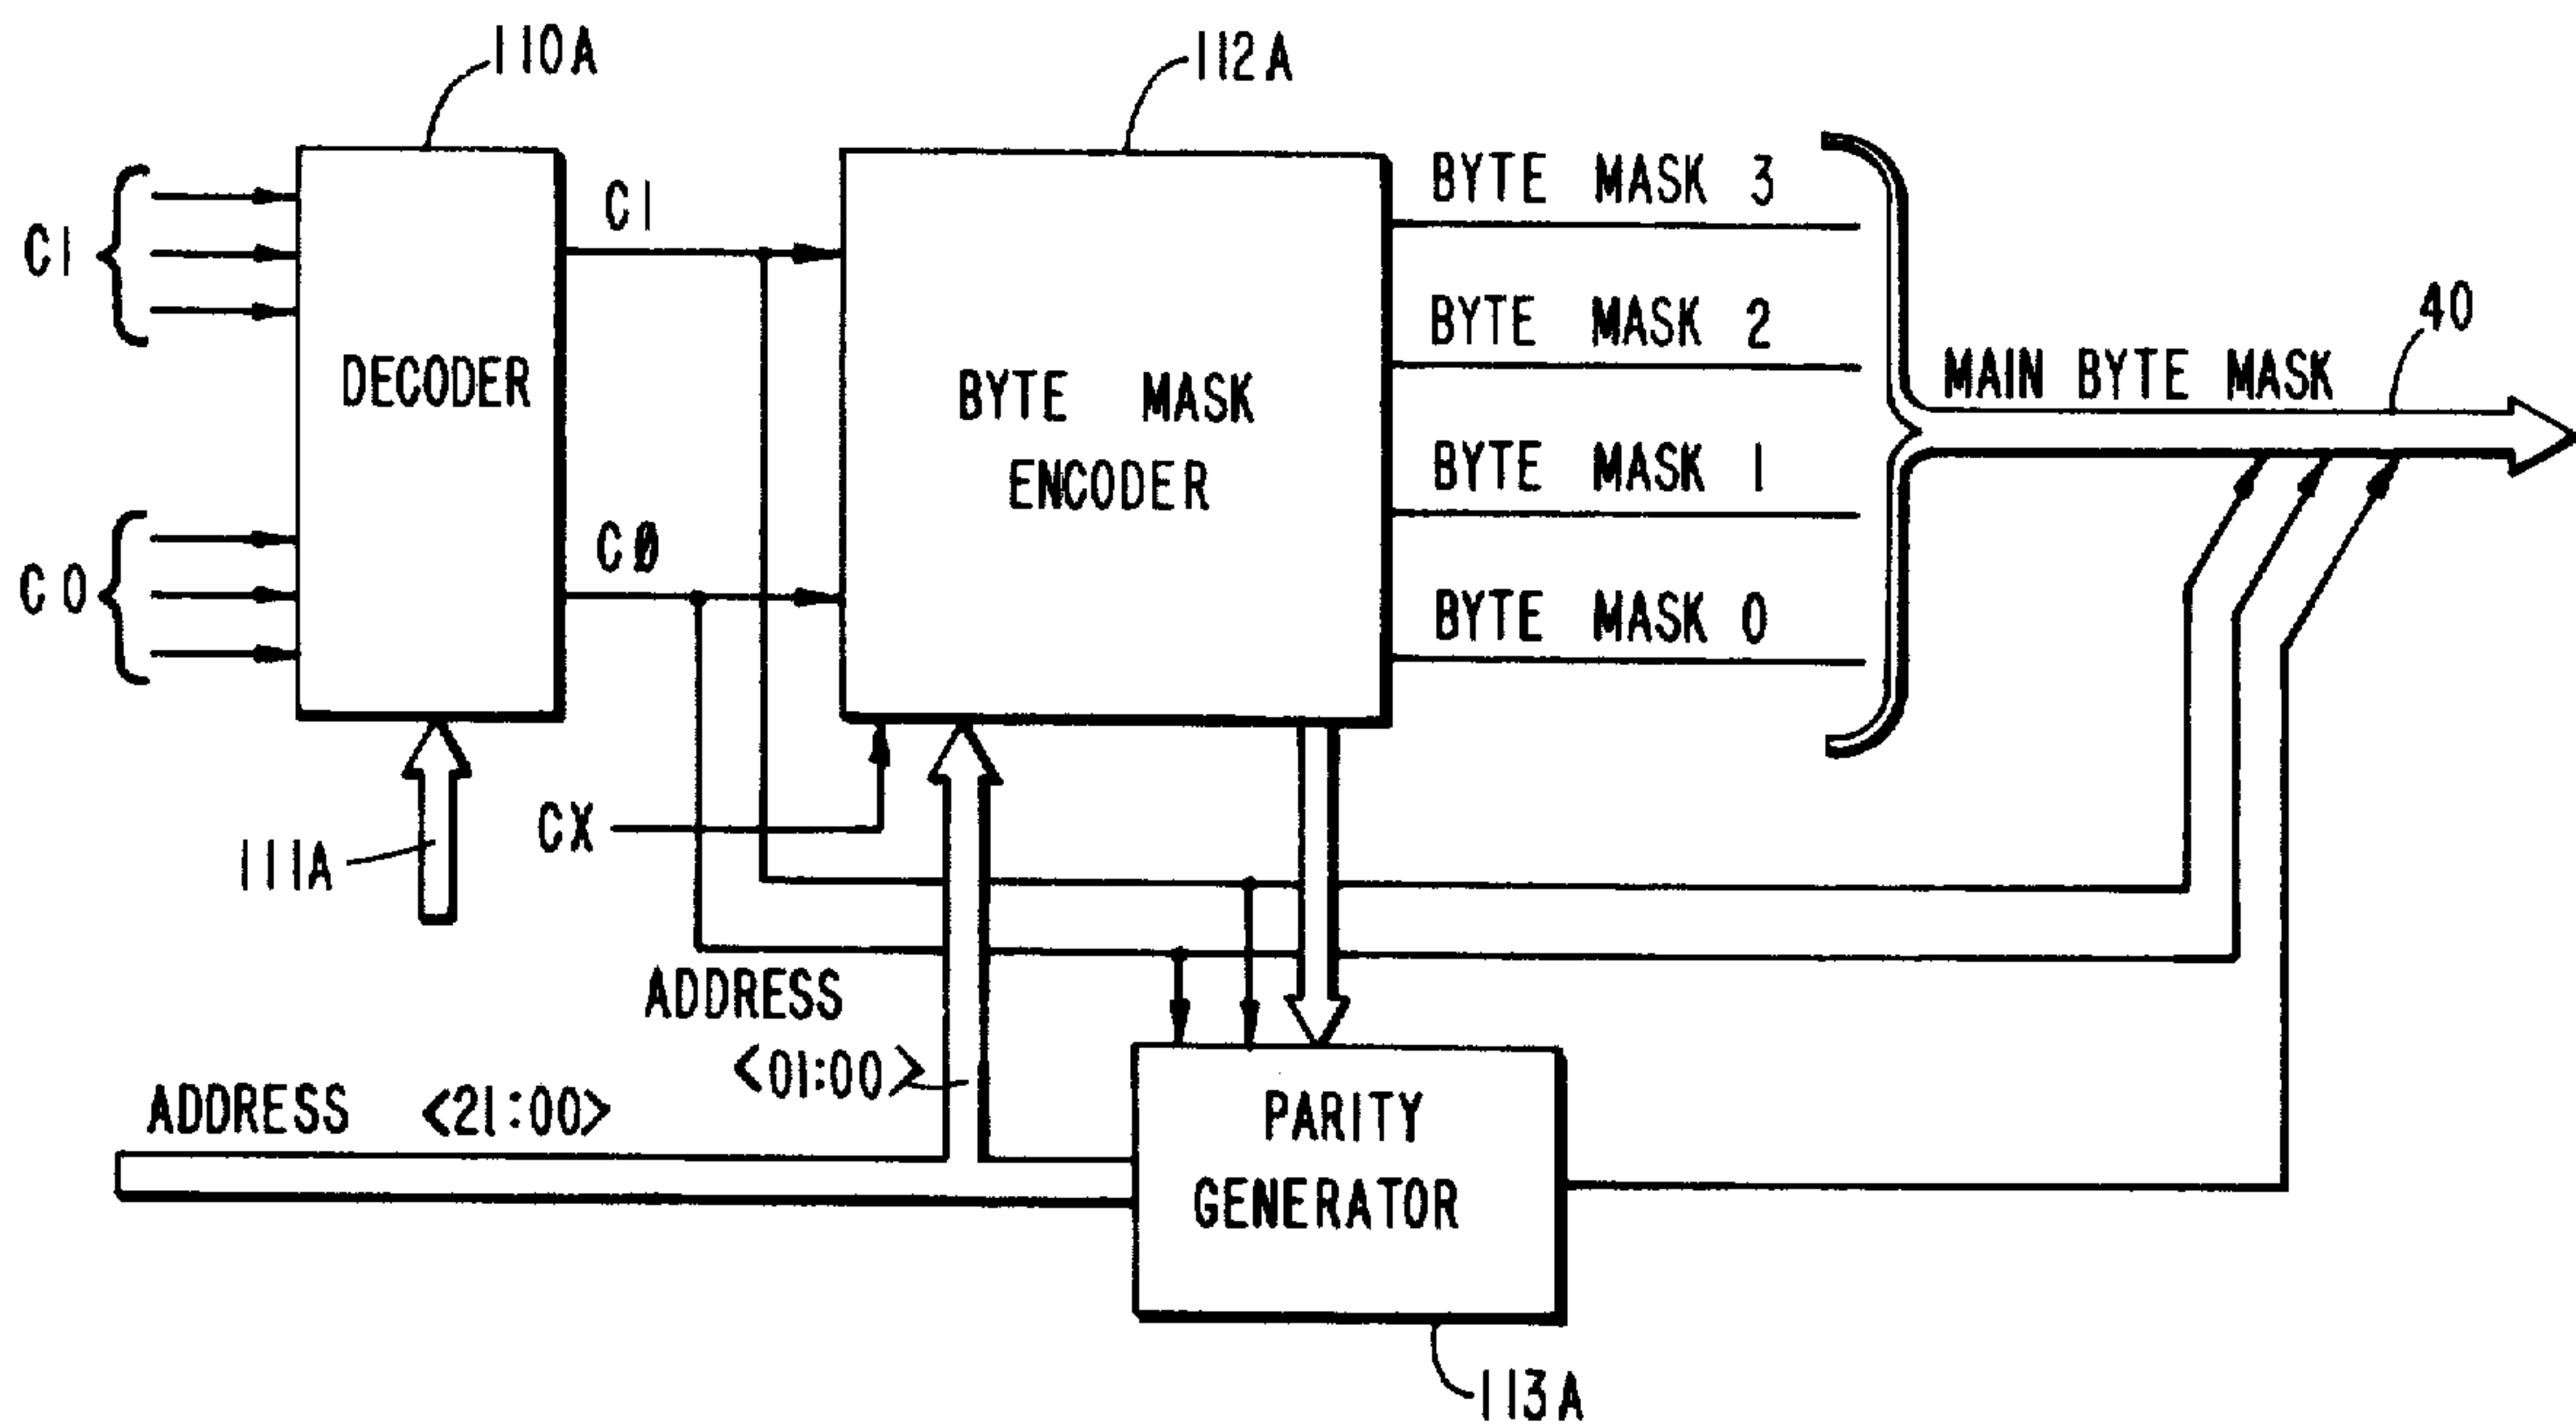 110A
112A
C1
C0
DECODER
C1
CØ
BYTE MASK
ENCODER
BYTE MASK 3
BYTE MASK 2
BYTE MASK 1
BYTE MASK 0
MAIN BYTE MASK
40
111A
CX
ADDRESS
<01:00>
ADDRESS <21:00>
PARITY
GENERATOR
113A